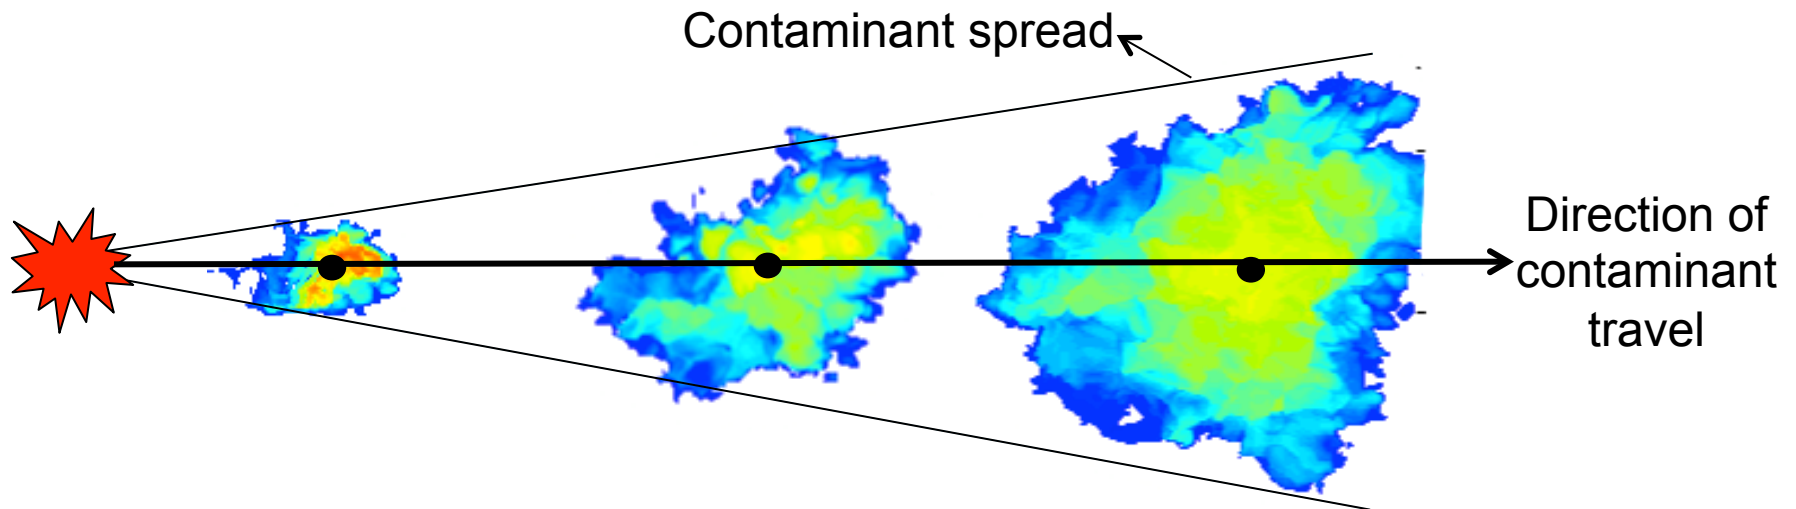 Contaminant spread
Direction of
contaminant
travel